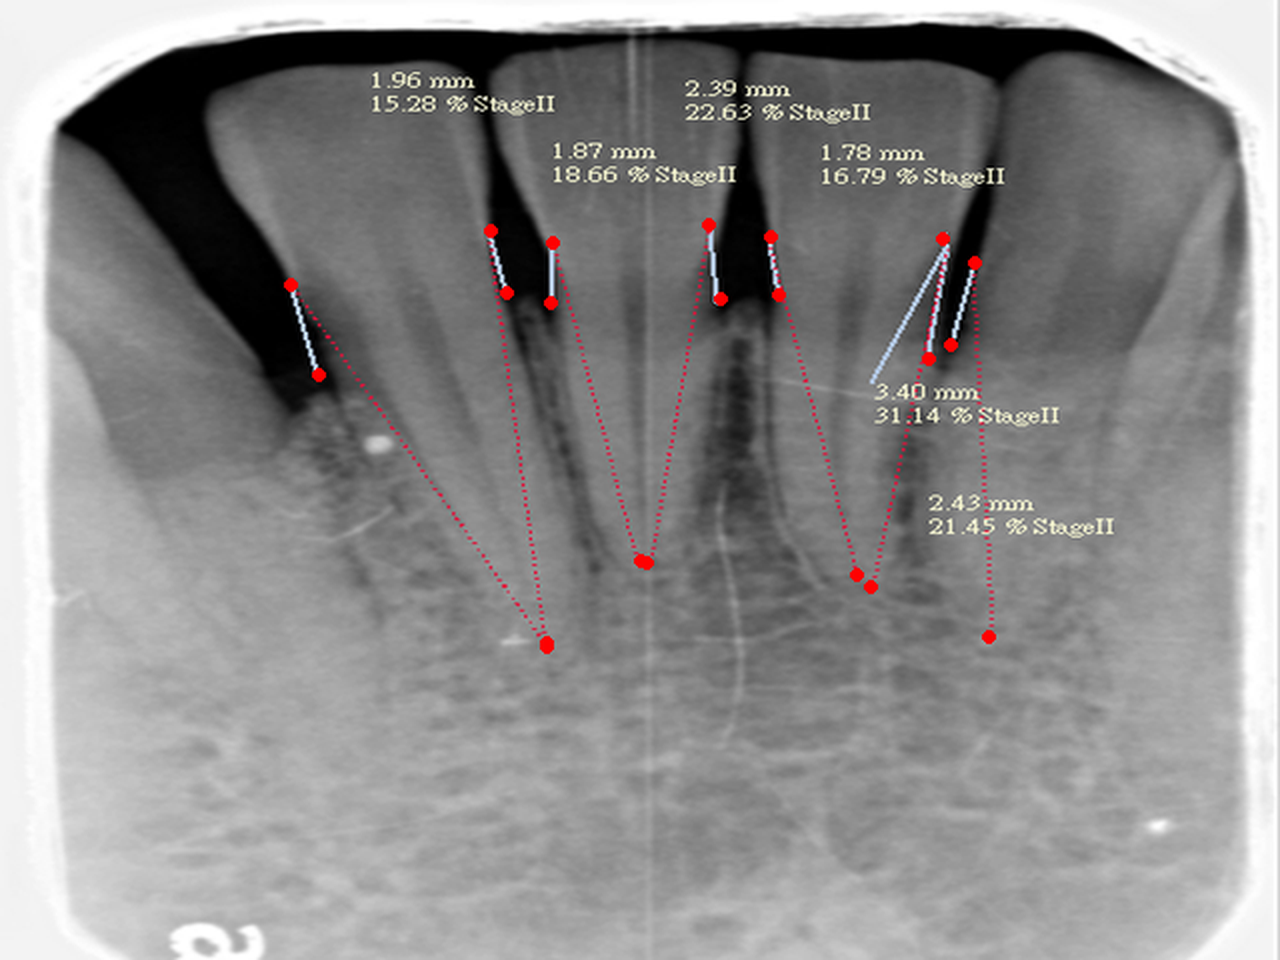 1.96 mm
15.28 % StageII
2.39 mm
22.63 % StageII
1.87 mm
18.66 % StageII
1.78 mm
16.79 % StageII
3.40 mm
31.14 % StageII
2.43 mm
21.45 % StageII